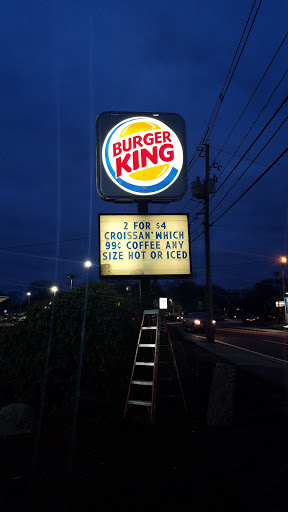 BURGER
KING
2 FOR $4
CROISSAN'WHICH
99¢ COFFEE ANY
SIZE HOT OR ICED